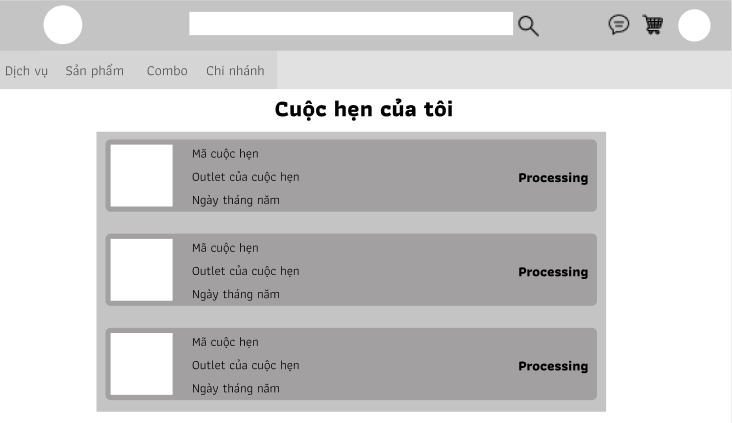 Dịch vụ Sản phẩm Combo Chi nhánh
Cuộc hẹn của tôi
Mã cuộc hẹn
Outlet của cuộc hẹn
Processing
Ngày tháng năm
Mã cuộc hẹn
Outlet của cuộc hẹn
Processing
Ngày tháng năm
Mã cuộc hẹn
Outlet của cuộc hẹn
Processing
Ngày tháng năm